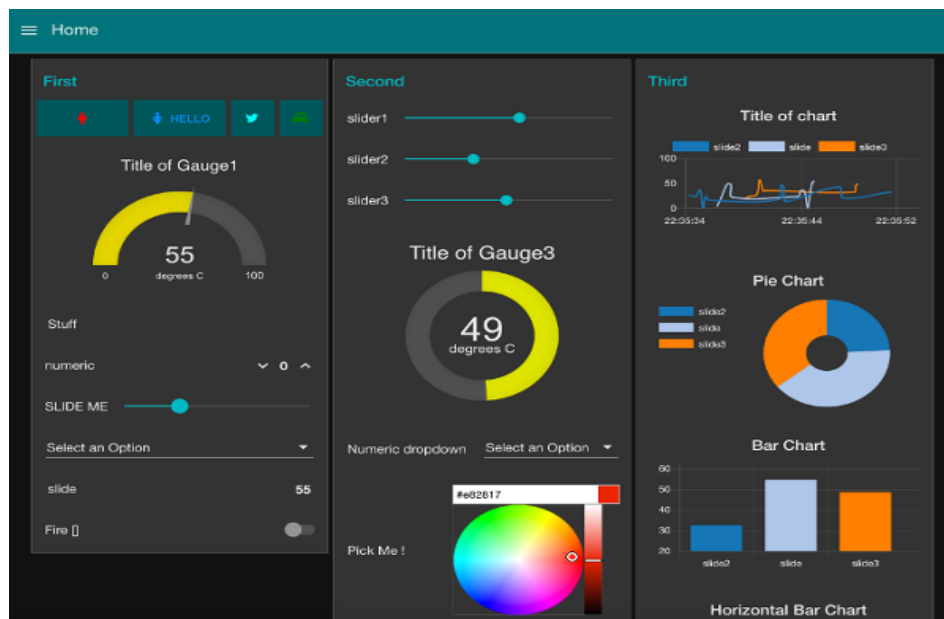 Home
First
HELLO
Title of Gauge1
55
degrees C
0
100
Stuff
numeric
0
SLIDE ME
Select an Option
slide
55
Fire []
Second
slider1
slider2
slider3
Title of Gauge3
49
degrees C
Numeric dropdown
Select an Option
#e82817
Pick Me !
Third
Title of chart
slide2 slide slide3
100
50
0
22:35:24 22:35:44 22:35:52
Pie Chart
slide2
slide
slide3
Bar Chart
60
50
40
30
20
slide2 slide slide3
Horizontal Bar Chart